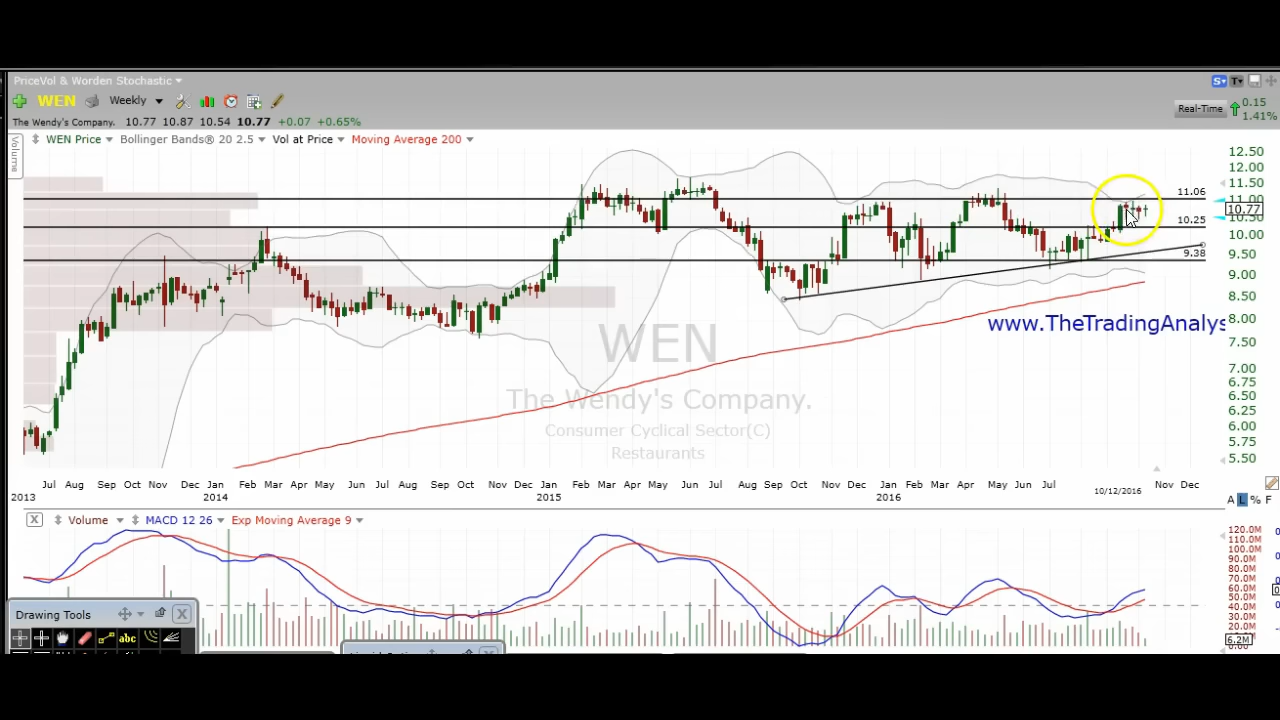 PriceVol & Worden Stochastic
WEN Weekly
Real-Time 0.15
1.41%
The Wendy's Company. 10.77 10.87 10.54 10.77 +0.07 +0.65%
Volume
WEN Price Bollinger Bands® 20 2.5 Vol at Price Moving Average 200
12.50
12.00
11.50
11.06
11.00
10.77
10.50
10.25
10.00
9.50
9.38
9.00
8.50
8.00
7.50
7.00
6.75
6.50
6.25
6.00
5.75
5.50
www.TheTradingAnalys
WEN
The Wendy's Company.
Consumer Cyclical Sector(C)
Restaurants
Jul Aug Sep Oct Nov Dec Jan Feb Mar Apr Jun Jul Aug Sep Oct Nov Dec Jan Feb Mar Apr Jun Jul Aug Sep Oct Nov Dec Jan Feb Mar Apr Jun Jul 10/12/2016 Nov Dec
2013 2014 2015 2016
A L % F
X Volume MACD 12 26 Exp Moving Average 9
120.0M
110.0M
100.0M
90.0M
80.0M
70.0M
60.0M
50.0M
40.0M
30.0M
20.0M
6.2M
0.00
Drawing Tools X
abc